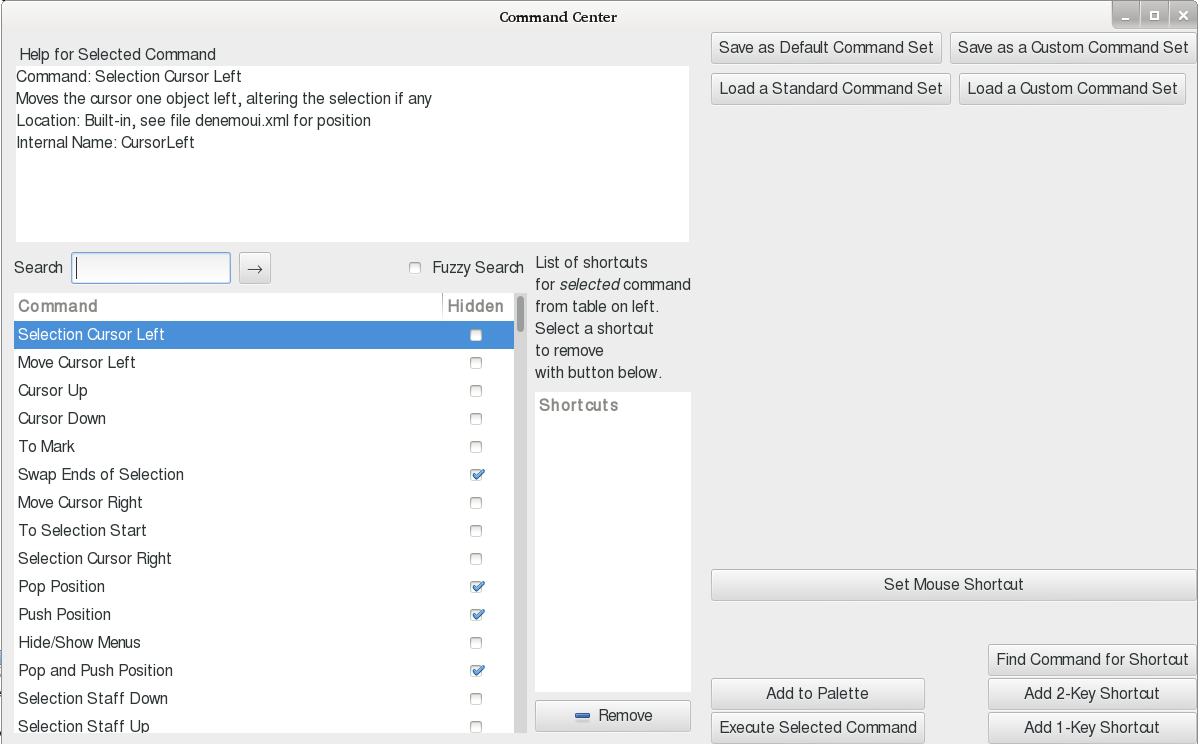 Command Center
Help for Selected Command
Command: Selection Cursor Left
Moves the cursor one object left, altering the selection if any
Location: Built-in, see file denemoui.xml for position
Internal Name: CursorLeft
Save as Default Command Set
Save as a Custom Command Set
Load a Standard Command Set
Load a Custom Command Set
Search
→
Fuzzy Search
Command Hidden
Selection Cursor Left
Move Cursor Left
Cursor Up
Cursor Down
To Mark
Swap Ends of Selection
Move Cursor Right
To Selection Start
Selection Cursor Right
Pop Position
Push Position
Hide/Show Menus
Pop and Push Position
Selection Staff Down
Selection Staff Up
List of shortcuts
for selected command
from table on left.
Select a shortcut
to remove
with button below.
Shortcuts
Remove
Set Mouse Shortcut
Find Command for Shortcut
Add to Palette
Add 2-Key Shortcut
Execute Selected Command
Add 1-Key Shortcut